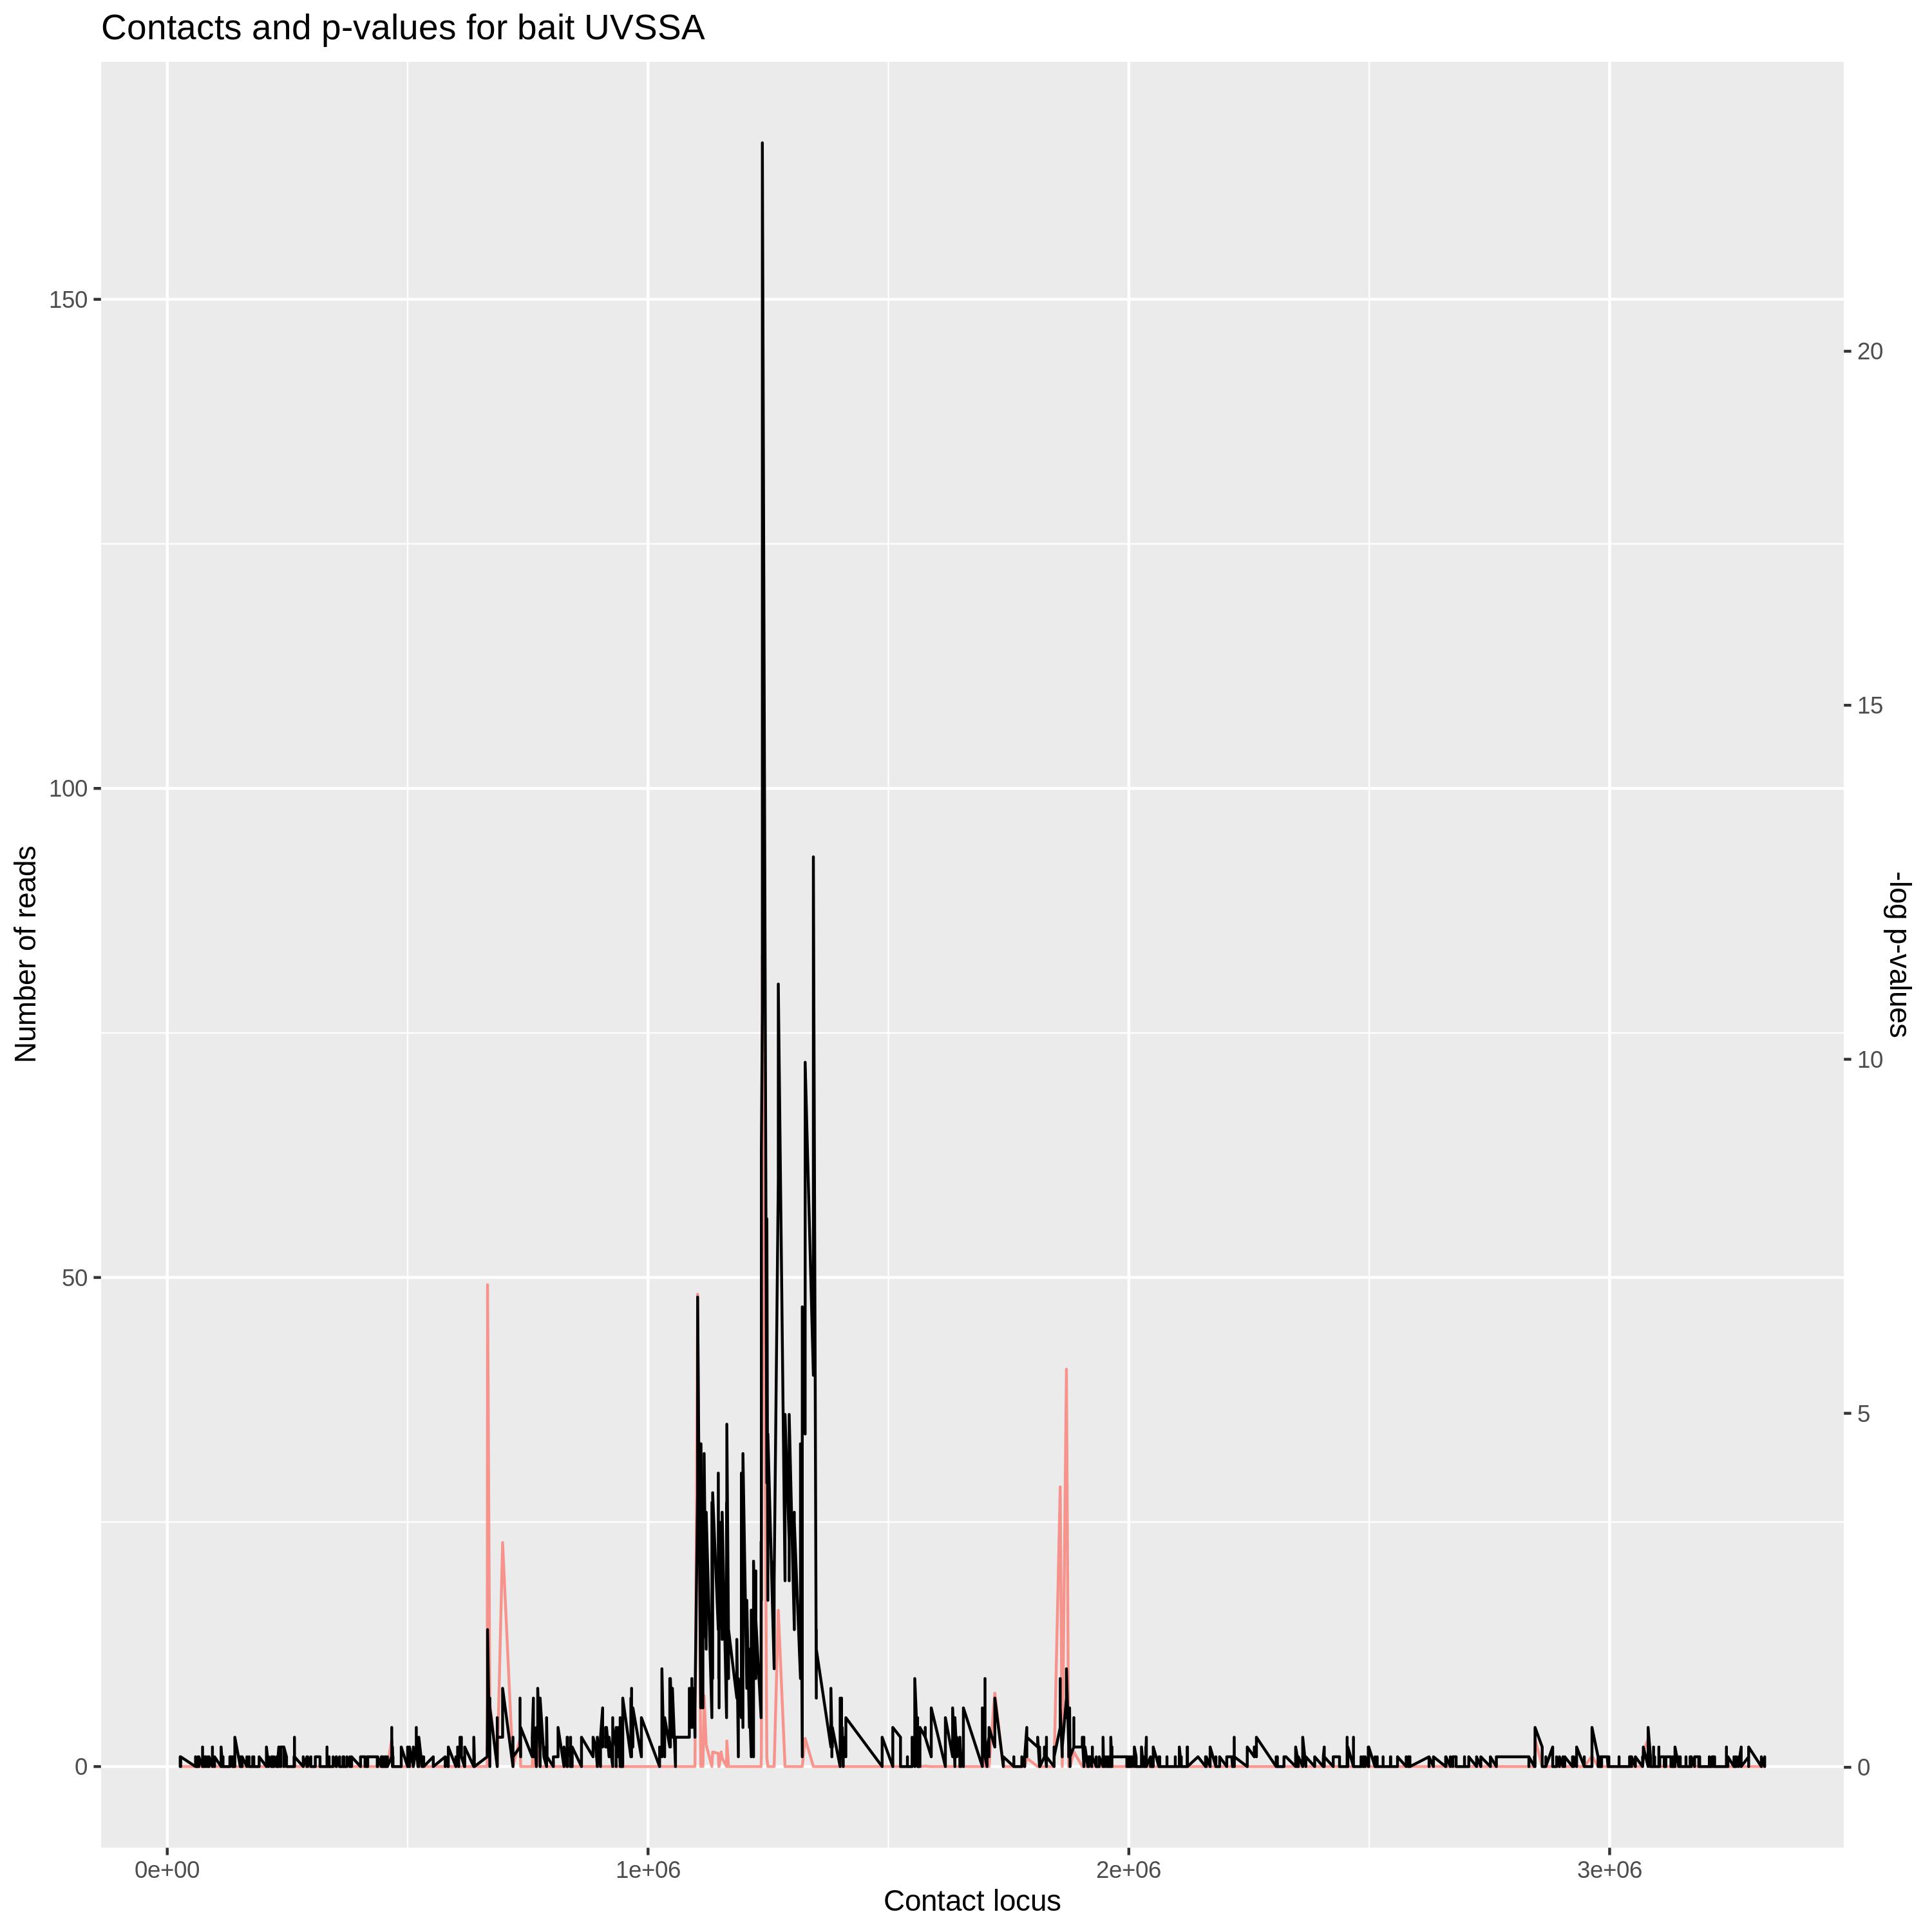 Contacts and p-values for bait UVSSA
150
100
50
0
Number of reads
20
15
10
5
0
-log p-values
0e+00
1e+06
2e+06
3e+06
Contact locus